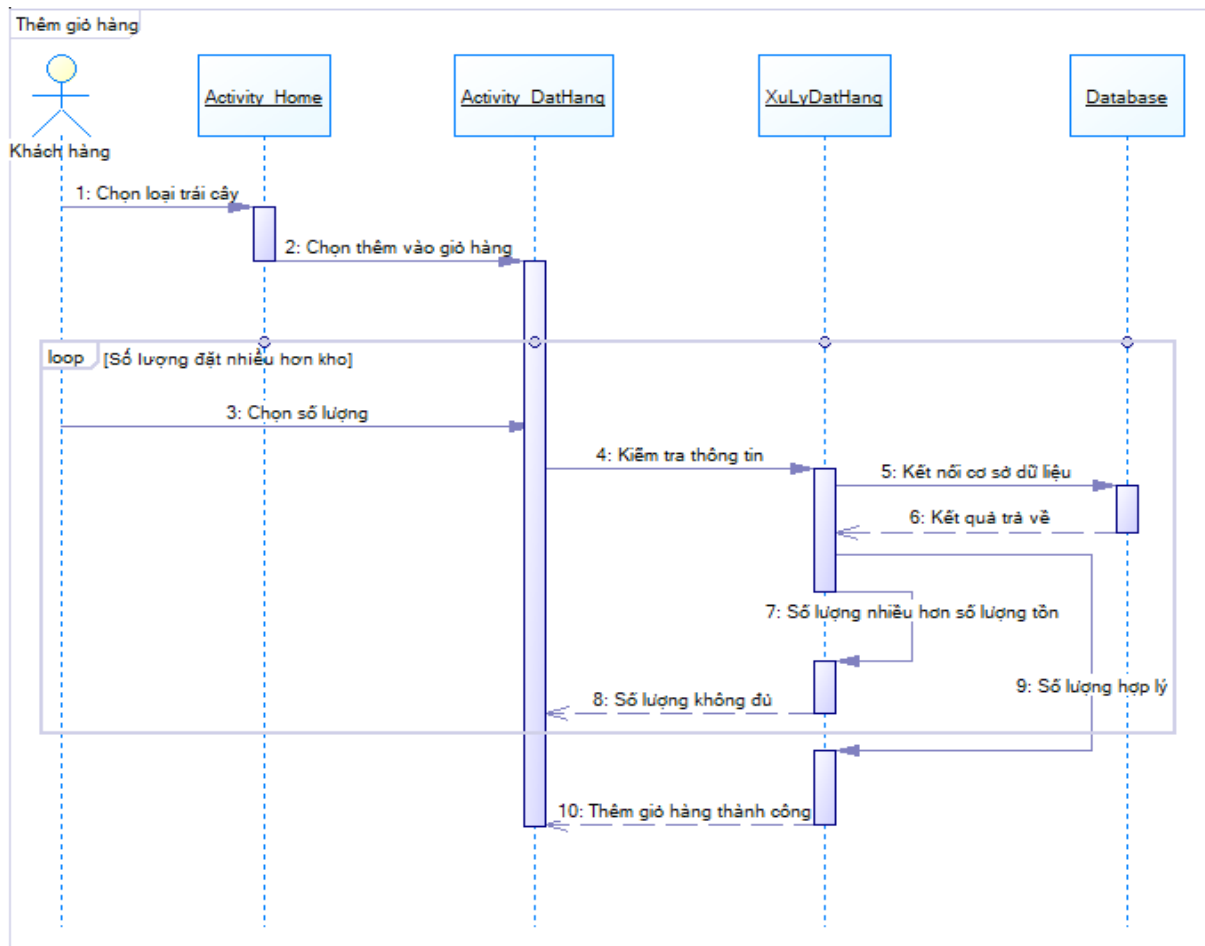 Thêm giỏ hàng
Activity_Home
Activity_DatHang
XuLyDatHang
Database
Khách hàng
1: Chọn loại trái cây
2: Chọn thêm vào giỏ hàng
loop
[Số lượng đặt nhiều hơn kho]
3: Chọn số lượng
4: Kiễm tra thông tin
5: Kết nối cơ sở dữ liệu
6: Kết quả trả về
7: Số lượng nhiều hơn số lượng tồn
9: Số lượng hợp lý
8: Số lượng không đủ
10: Thêm giỏ hàng thành công